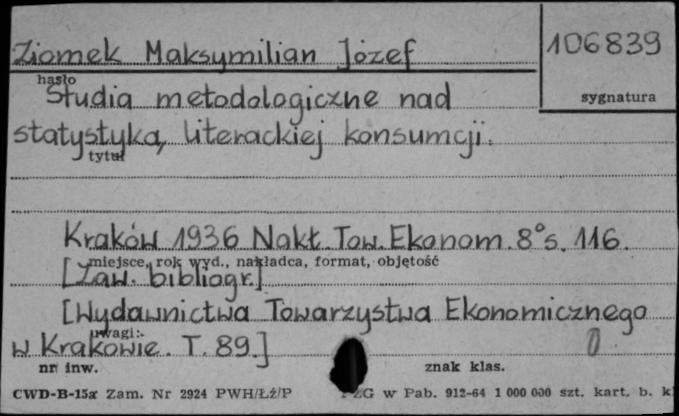 Ziomek Maksymilian Józef
106839
hasło
sygnatura
Studia metodologiczne nad
statystyką literackiej konsumcji.
tytuł
Kraków 1936 Nakł. Tow. Ekonom. 8° s. 116.
miejsce, rok wyd., nakładca, format, objętość
[Zaw. bibliogr.]
[Wydawnictwa Towarzystwa Ekonomicznego
uwagi:
w Krakowie. T. 89.]
nr inw.
znak klas.
CWD-B-15a Zam. Nr 2924 PWH/Łź/P
PZG w Pab. 912-64 1 000 000 szt. kart. b. kl